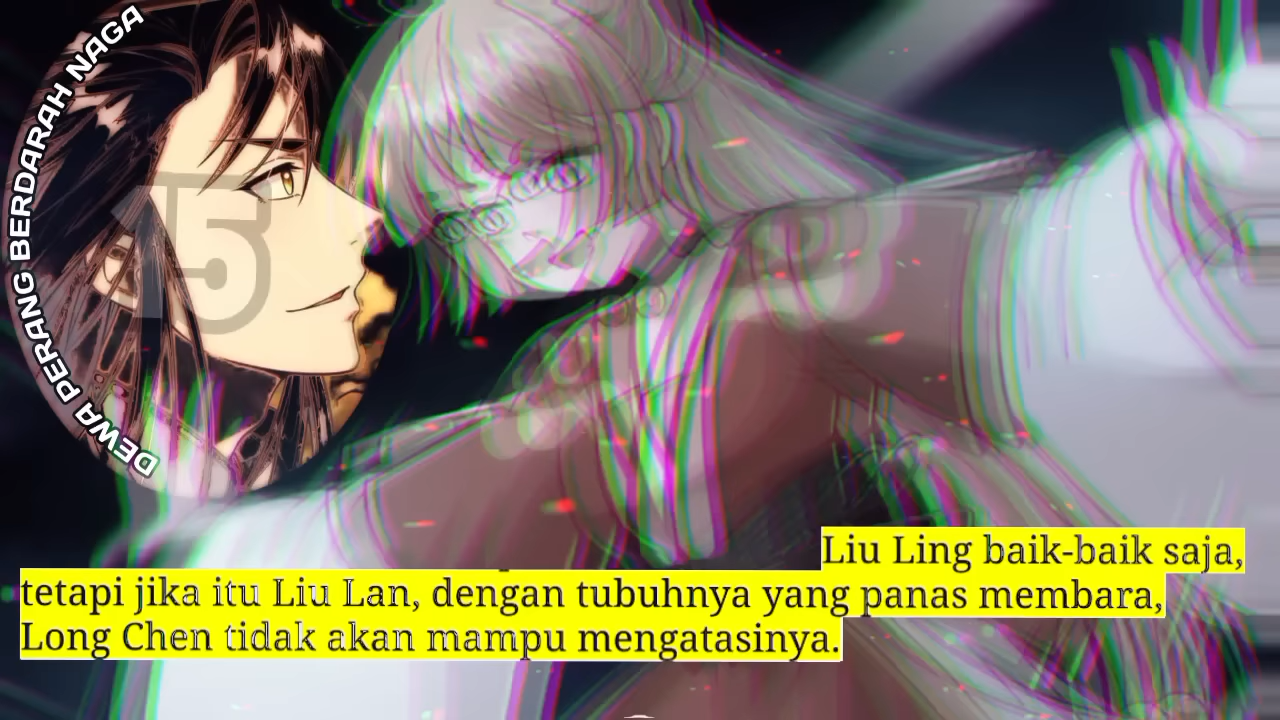 DEWA PERANG BERDARAH NAGA
15
Liu Ling baik-baik saja,
tetapi jika itu Liu Lan, dengan tubuhnya yang panas membara,
Long Chen tidak akan mampu mengatasinya.